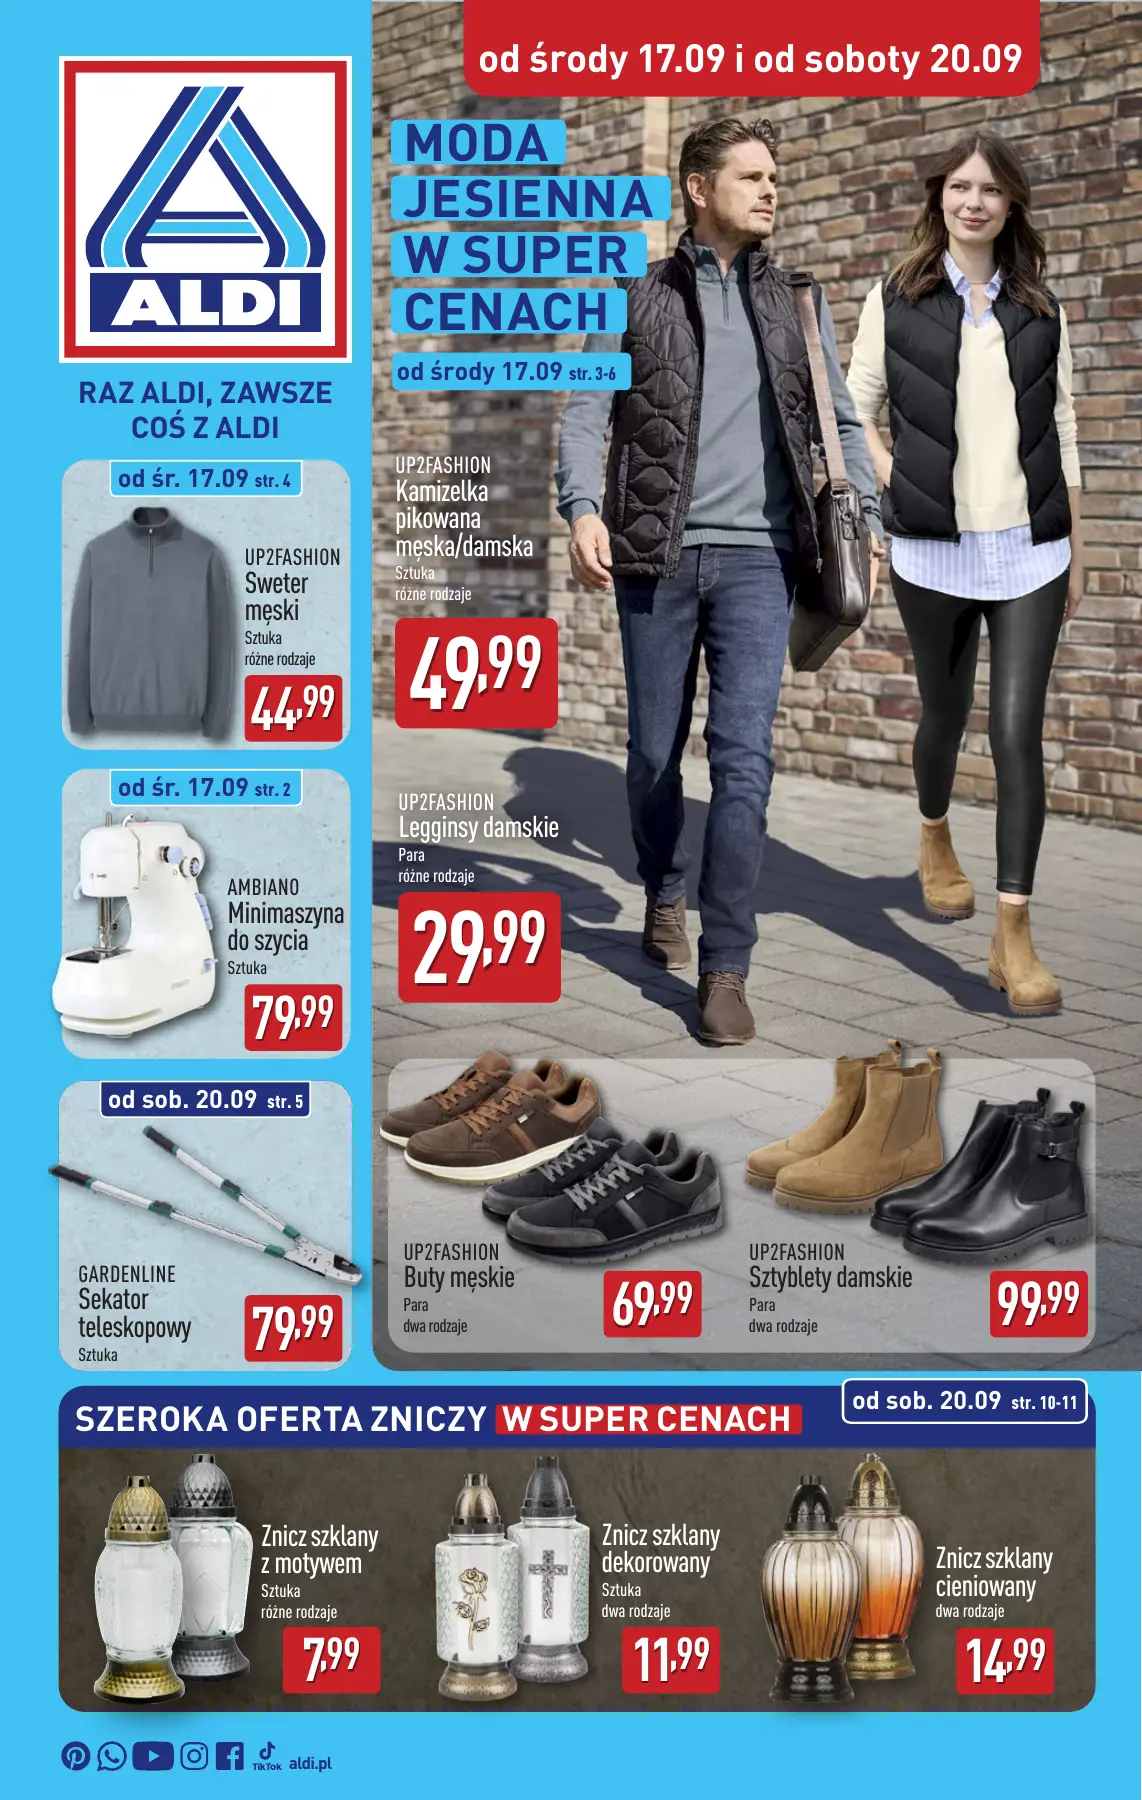 od środy 17.09 i od soboty 20.09
ALDI
RAZ ALDI, ZAWSZE
COŚ Z ALDI
MODA
JESIENNA
W SUPER
CENACH
od środy 17.09 str. 3-6
UP2FASHION
Kamizelka
pikowana
męska/damska
Sztuka
różne rodzaje
49,99
od śr. 17.09 str. 4
UP2FASHION
Sweter
męski
Sztuka
różne rodzaje
44,99
od śr. 17.09 str. 2
AMBIANO
Minimaszyna
do szycia
Sztuka
79,99
UP2FASHION
Legginsy damskie
Para
różne rodzaje
29,99
od sob. 20.09 str. 5
GARDENLINE
Sekator
teleskopowy
Sztuka
79,99
UP2FASHION
Buty męskie
Para
dwa rodzaje
69,99
UP2FASHION
Sztyblety damskie
Para
dwa rodzaje
99,99
SZEROKA OFERTA ZNICZY W SUPER CENACH
od sob. 20.09 str. 10-11
Znicz szklany
z motywem
Sztuka
różne rodzaje
7,99
Znicz szklany
dekorowany
Sztuka
dwa rodzaje
11,99
Znicz szklany
cieniowany
dwa rodzaje
14,99
TikTok
aldi.pl